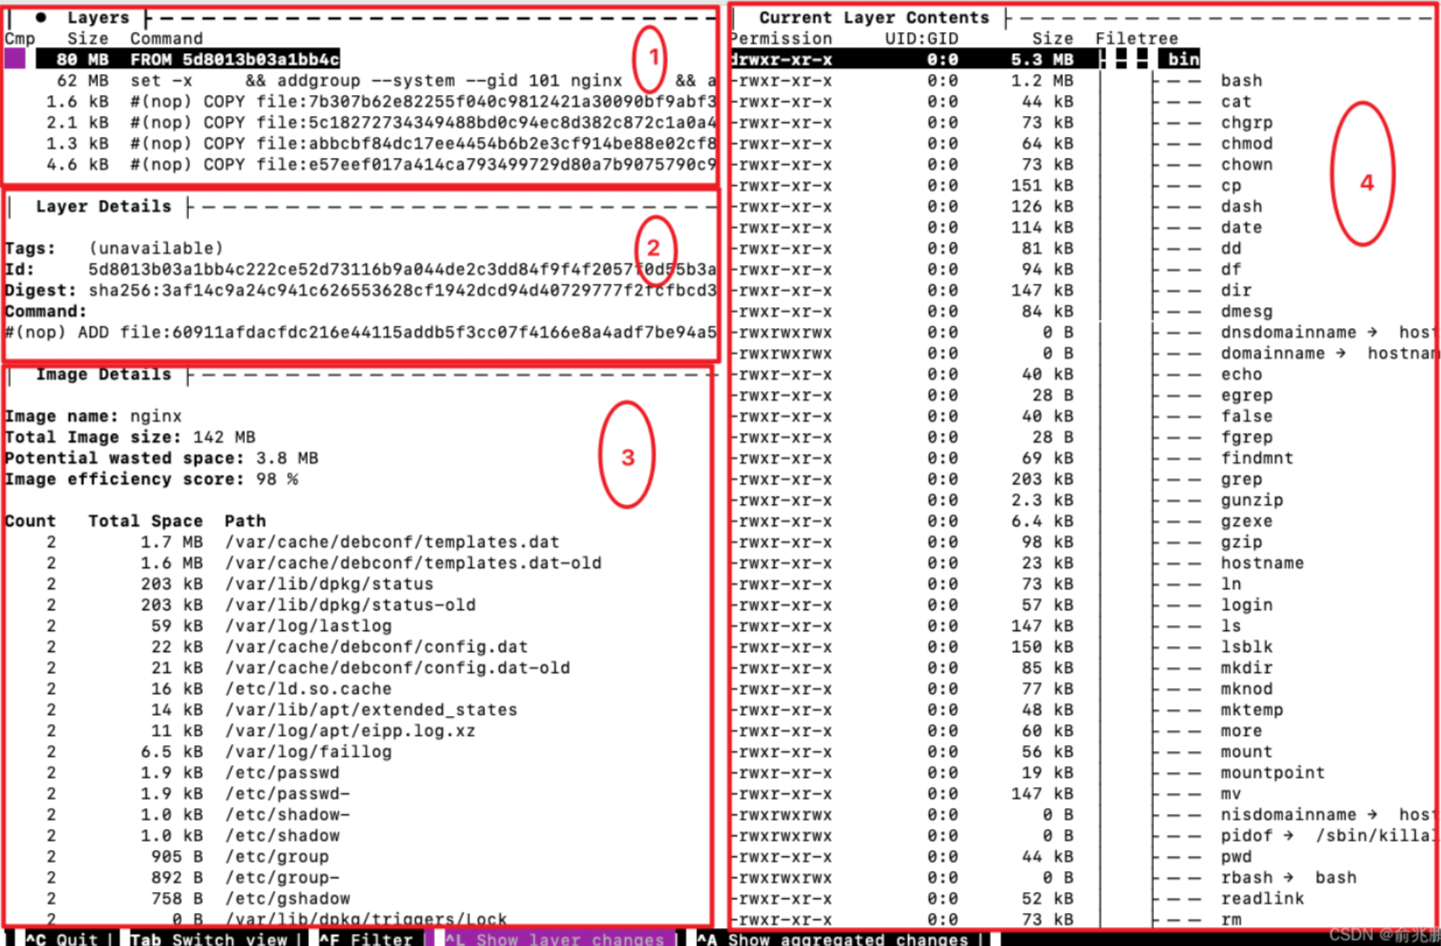 ● Layers
Cmp Size Command
80 MB FROM 5d8013b03a1bb4c
62 MB set -x && addgroup --system --gid 101 nginx && a
1.6 kB #(nop) COPY file:7b307b62e82255f040c9812421a30090bf9abf3
2.1 kB #(nop) COPY file:5c18272734349488bd0c94ec8d382c872c1a0a4
1.3 kB #(nop) COPY file:abbcbf84dc17ee4454b6b2e3cf914be88e02cf8
4.6 kB #(nop) COPY file:e57eef017a414ca793499729d80a7b9075790c9
1
Layer Details
Tags: (unavailable)
Id: 5d8013b03a1bb4c222ce52d73116b9a044de2c3dd84f9f4f2057f0d55b3a
Digest: sha256:3af14c9a24c941c626553628cf1942dcd94d40729777f2fcfbcd3
Command:
#(nop) ADD file:60911afdacfdc216e44115addb5f3cc07f4166e8a4adf7be94a5
2
Image Details
Image name: nginx
Total Image size: 142 MB
Potential wasted space: 3.8 MB
Image efficiency score: 98 %
3
Count Total Space Path
2 1.7 MB /var/cache/debconf/templates.dat
2 1.6 MB /var/cache/debconf/templates.dat-old
2 203 kB /var/lib/dpkg/status
2 203 kB /var/lib/dpkg/status-old
2 59 kB /var/log/lastlog
2 22 kB /var/cache/debconf/config.dat
2 21 kB /var/cache/debconf/config.dat-old
2 16 kB /etc/ld.so.cache
2 14 kB /var/lib/apt/extended_states
2 11 kB /var/log/apt/eipp.log.xz
2 6.5 kB /var/log/faillog
2 1.9 kB /etc/passwd
2 1.9 kB /etc/passwd-
2 1.0 kB /etc/shadow-
2 1.0 kB /etc/shadow
2 905 B /etc/group
2 892 B /etc/group-
2 758 B /etc/gshadow
2 0 B /var/lib/dpkg/triggers/Lock
Current Layer Contents
Permission UID:GID Size Filetree
drwxr-xr-x 0:0 5.3 MB bin
-rwxr-xr-x 0:0 1.2 MB bash
-rwxr-xr-x 0:0 44 kB cat
-rwxr-xr-x 0:0 73 kB chgrp
-rwxr-xr-x 0:0 64 kB chmod
-rwxr-xr-x 0:0 73 kB chown
-rwxr-xr-x 0:0 151 kB cp
-rwxr-xr-x 0:0 126 kB dash
-rwxr-xr-x 0:0 114 kB date
-rwxr-xr-x 0:0 81 kB dd
-rwxr-xr-x 0:0 94 kB df
-rwxr-xr-x 0:0 147 kB dir
-rwxr-xr-x 0:0 84 kB dmesg
-rwxrwxrwx 0:0 0 B dnsdomainname → host
-rwxrwxrwx 0:0 0 B domainname → hostnam
-rwxr-xr-x 0:0 40 kB echo
-rwxr-xr-x 0:0 28 B egrep
-rwxr-xr-x 0:0 40 kB false
-rwxr-xr-x 0:0 28 B fgrep
-rwxr-xr-x 0:0 69 kB findmnt
-rwxr-xr-x 0:0 203 kB grep
-rwxr-xr-x 0:0 2.3 kB gunzip
-rwxr-xr-x 0:0 6.4 kB gzexe
-rwxr-xr-x 0:0 98 kB gzip
-rwxr-xr-x 0:0 23 kB hostname
-rwxr-xr-x 0:0 73 kB ln
-rwxr-xr-x 0:0 57 kB login
-rwxr-xr-x 0:0 147 kB ls
-rwxr-xr-x 0:0 150 kB lsblk
-rwxr-xr-x 0:0 85 kB mkdir
-rwxr-xr-x 0:0 77 kB mknod
-rwxr-xr-x 0:0 48 kB mktemp
-rwxr-xr-x 0:0 60 kB more
-rwxr-xr-x 0:0 56 kB mount
-rwxr-xr-x 0:0 19 kB mountpoint
-rwxr-xr-x 0:0 147 kB mv
-rwxrwxrwx 0:0 0 B nisdomainname → host
-rwxrwxrwx 0:0 0 B pidof → /sbin/killal
-rwxr-xr-x 0:0 44 kB pwd
-rwxrwxrwx 0:0 0 B rbash → bash
-rwxr-xr-x 0:0 52 kB readlink
-rwxr-xr-x 0:0 73 kB rm
4
^C Quit | Tab Switch view | ^F Filter ^L Show layer changes ^A Show aggregated changes |
CSDN @俞兆鹏